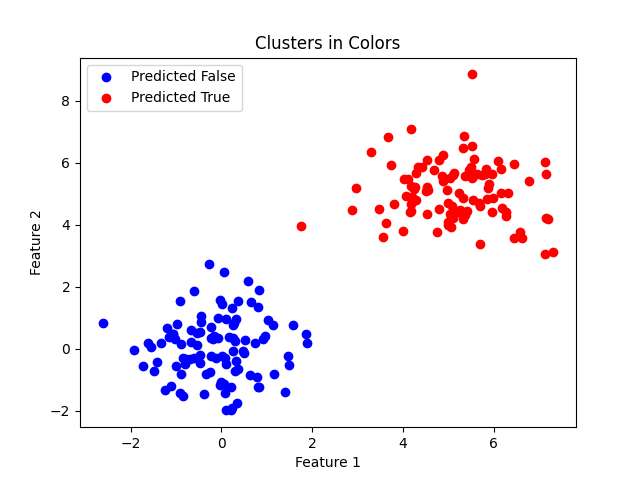 Clusters in Colors
Predicted False
Predicted True
8
6
4
2
0
−2
Feature 2
−2 0 2 4 6
Feature 1